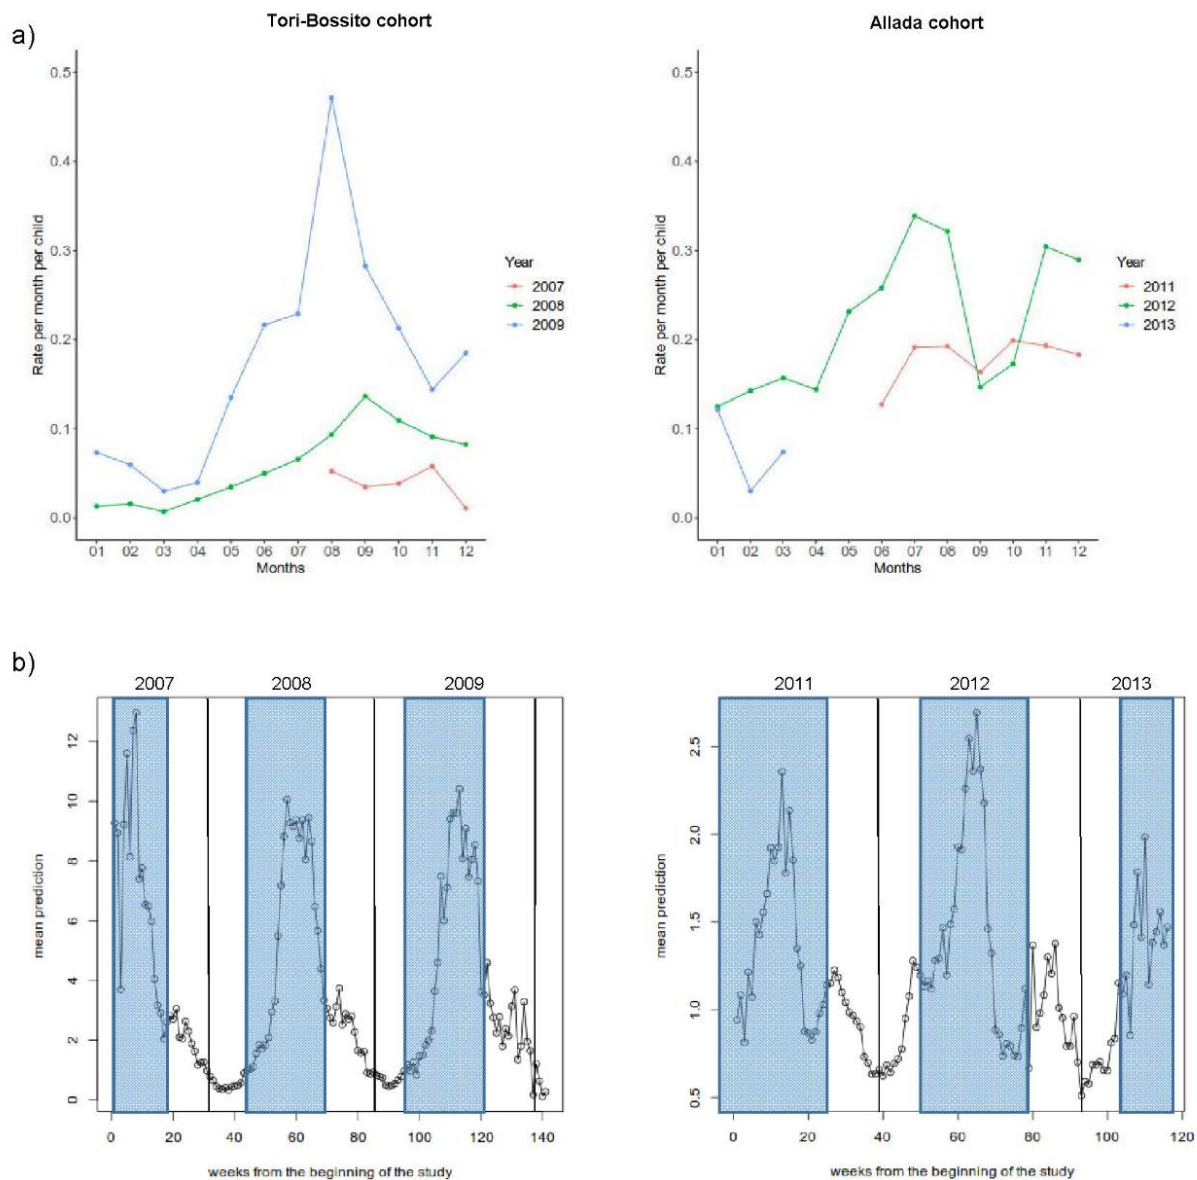 Tori-Bossito cohort
Allada cohort
a)
0.5
0.4
0.3
0.2
0.1
0.0
Rate per month per child
01 02 03 04 05 06 07 08 09 10 11 12
Months
Year
2007
2008
2009
0.5
0.4
0.3
0.2
0.1
0.0
Rate per month per child
01 02 03 04 05 06 07 08 09 10 11 12
Months
Year
2011
2012
2013
b)
2007 2008 2009
12
10
8
6
4
2
0
mean prediction
0 20 40 60 80 100 120 140
weeks from the beginning of the study
2011 2012 2013
2.5
2.0
1.5
1.0
0.5
mean prediction
0 20 40 60 80 100 120
weeks from the beginning of the study